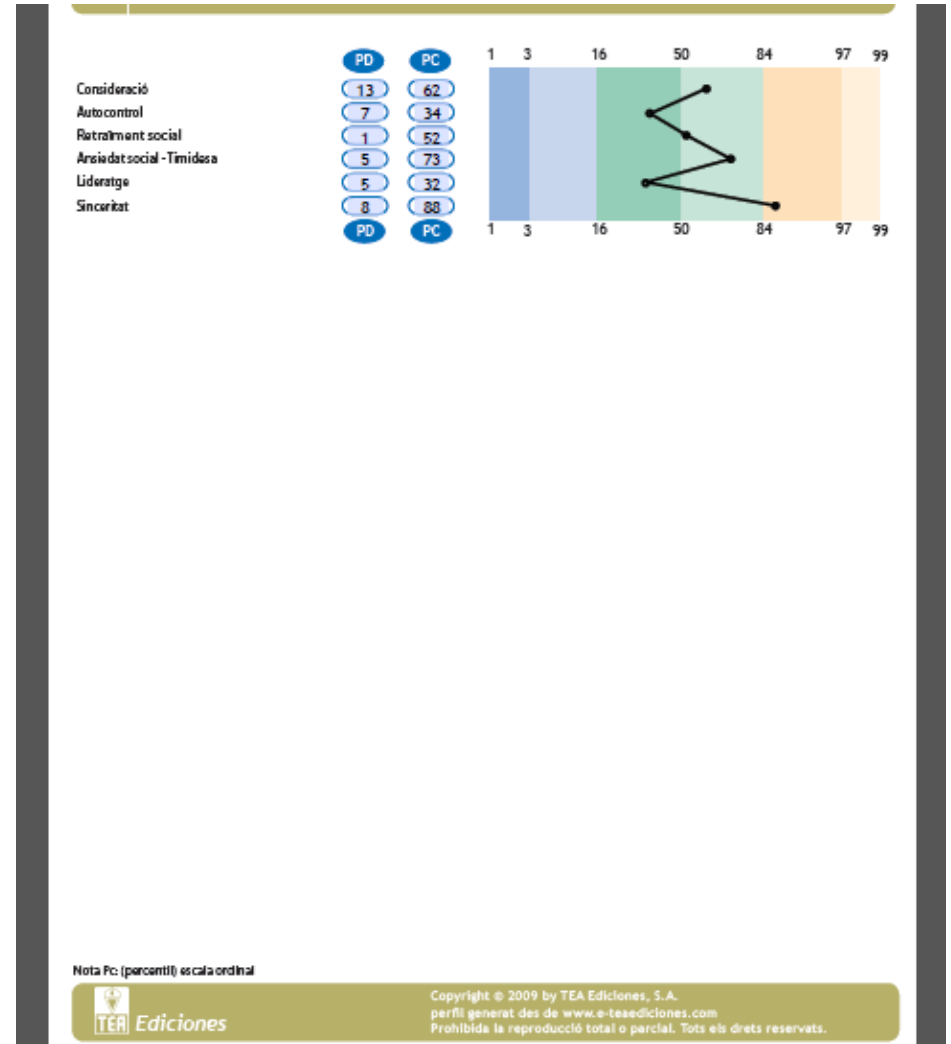 PD PC 1 3 16 50 84 97 99
Consideració 13 62
Autocontrol 7 34
Retraïment social 1 52
Ansiedat social - Timidesa 5 73
Lideratge 5 32
Sinceritat 8 88
PD PC 1 3 16 50 84 97 99
Nota Pc: (percentil) escala ordinal
TEA Ediciones
Copyright © 2009 by TEA Ediciones, S.A.
perfil generat des de www.e-teaediciones.com
Prohibida la reproducció total o parcial. Tots els drets reservats.